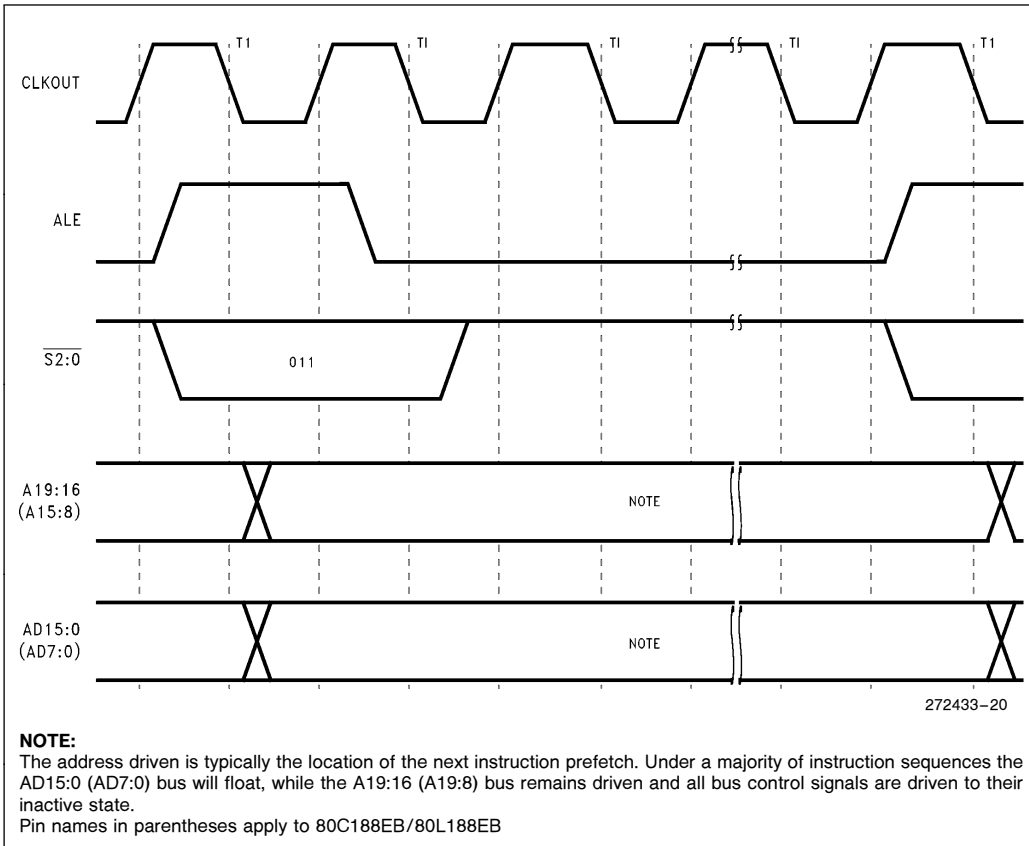 T1 TI TI TI T1
CLKOUT
ALE
S2:0
011
A19:16
(A15:8)
NOTE
AD15:0
(AD7:0)
NOTE
272433–20
NOTE:
The address driven is typically the location of the next instruction prefetch. Under a majority of instruction sequences the
AD15:0 (AD7:0) bus will float, while the A19:16 (A19:8) bus remains driven and all bus control signals are driven to their
inactive state.
Pin names in parentheses apply to 80C188EB/80L188EB